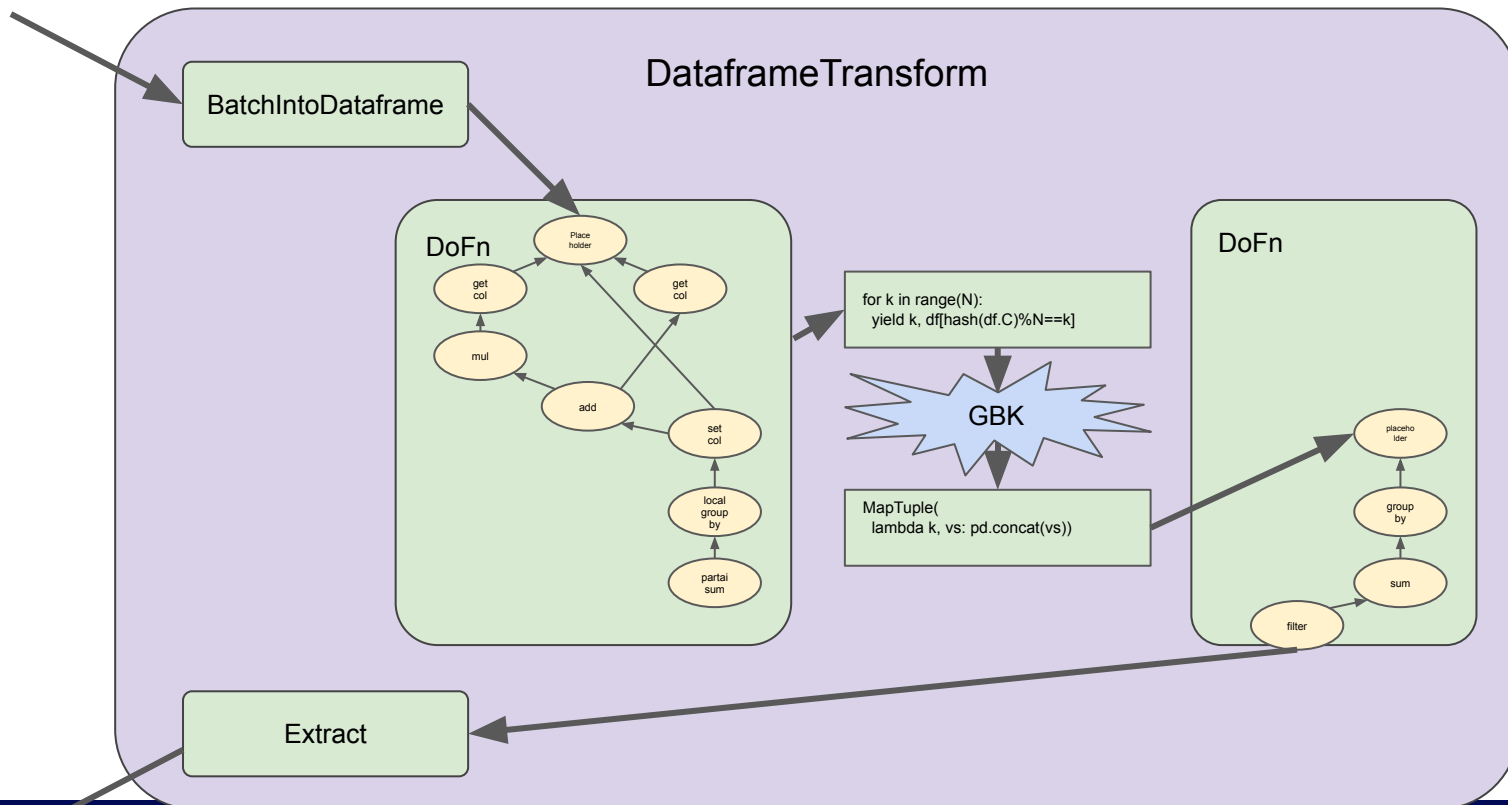 DataframeTransform
BatchIntoDataframe
DoFn
Place
holder
get
col
get
col
mul
add
set
col
local
group
by
partai
sum
for k in range(N):
yield k, df[hash(df.C)%N==k]
GBK
MapTuple(
lambda k, vs: pd.concat(vs))
DoFn
placeho
lder
group
by
sum
filter
Extract